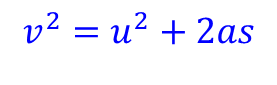 v² = u² + 2as